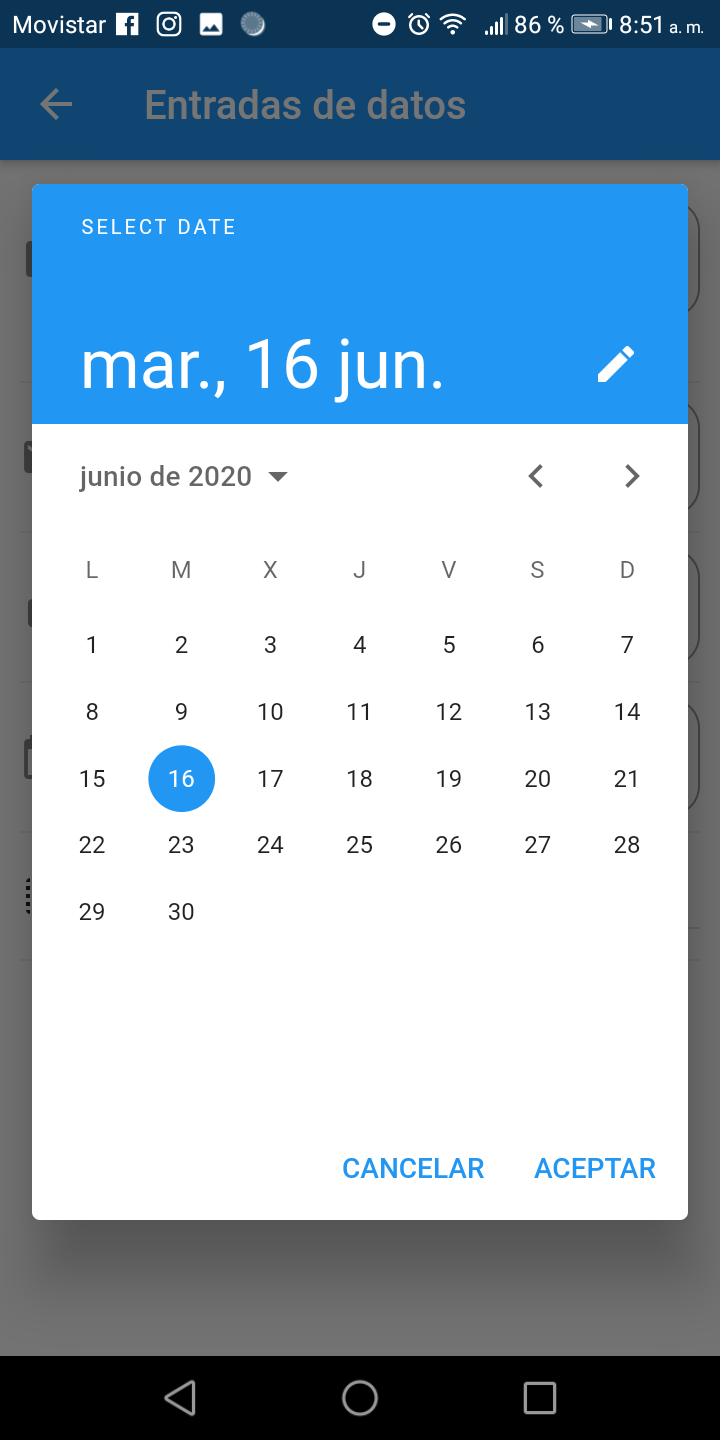 Movistar 86 % 8:51 a. m.
Entradas de datos
SELECT DATE
mar., 16 jun.
junio de 2020
L M X J V S D
1 2 3 4 5 6 7
8 9 10 11 12 13 14
15 16 17 18 19 20 21
22 23 24 25 26 27 28
29 30
CANCELAR ACEPTAR